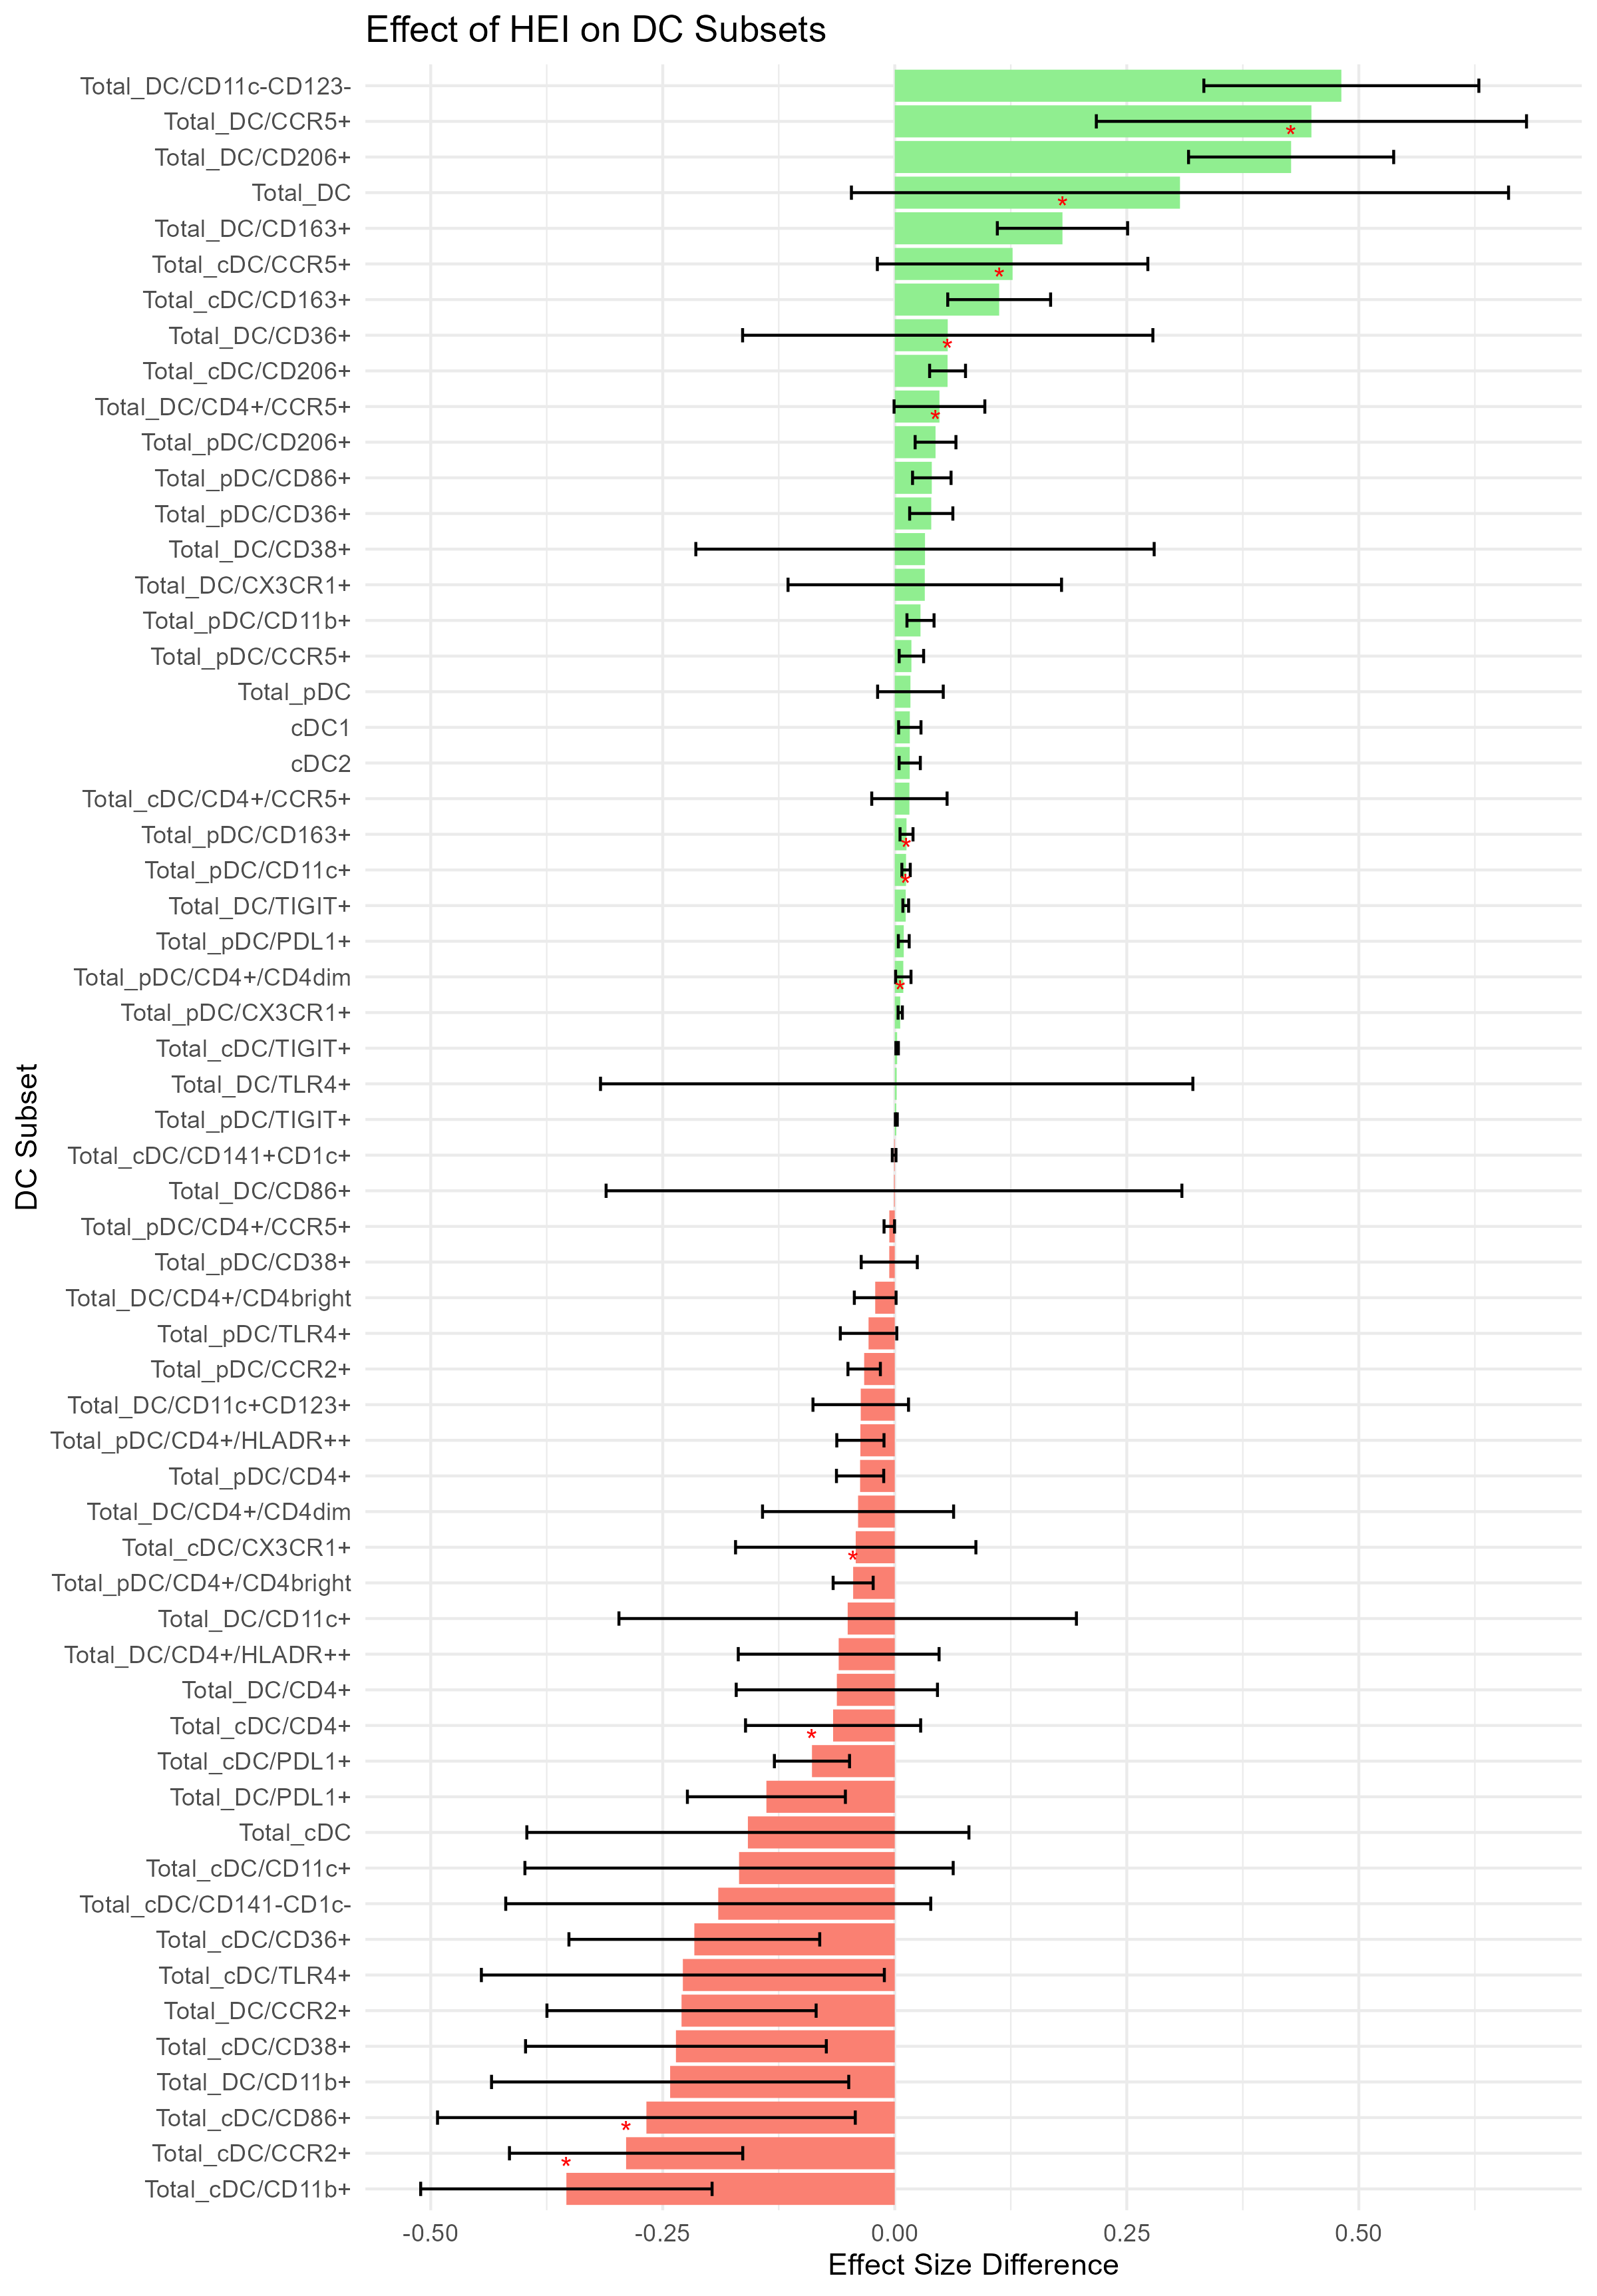 Effect of HEI on DC Subsets
Total_DC/CD11c-CD123-
Total_DC/CCR5+
*
Total_DC/CD206+
Total_DC
*
Total_DC/CD163+
Total_cDC/CCR5+
*
Total_cDC/CD163+
Total_DC/CD36+
*
Total_cDC/CD206+
Total_DC/CD4+/CCR5+
*
Total_pDC/CD206+
Total_pDC/CD86+
Total_pDC/CD36+
Total_DC/CD38+
Total_DC/CX3CR1+
Total_pDC/CD11b+
Total_pDC/CCR5+
Total_pDC
cDC1
cDC2
Total_cDC/CD4+/CCR5+
Total_pDC/CD163+
*
Total_pDC/CD11c+
*
Total_DC/TIGIT+
Total_pDC/PDL1+
Total_pDC/CD4+/CD4dim
*
Total_pDC/CX3CR1+
Total_cDC/TIGIT+
Total_DC/TLR4+
Total_pDC/TIGIT+
Total_cDC/CD141+CD1c+
Total_DC/CD86+
Total_pDC/CD4+/CCR5+
Total_pDC/CD38+
Total_DC/CD4+/CD4bright
Total_pDC/TLR4+
Total_pDC/CCR2+
Total_DC/CD11c+CD123+
Total_pDC/CD4+/HLADR++
Total_pDC/CD4+
Total_DC/CD4+/CD4dim
Total_cDC/CX3CR1+
*
Total_pDC/CD4+/CD4bright
Total_DC/CD11c+
Total_DC/CD4+/HLADR++
Total_DC/CD4+
Total_cDC/CD4+
*
Total_cDC/PDL1+
Total_DC/PDL1+
Total_cDC
Total_cDC/CD11c+
Total_cDC/CD141-CD1c-
Total_cDC/CD36+
Total_cDC/TLR4+
Total_DC/CCR2+
Total_cDC/CD38+
Total_DC/CD11b+
Total_cDC/CD86+
*
Total_cDC/CCR2+
*
Total_cDC/CD11b+
DC Subset
-0.50 -0.25 0.00 0.25 0.50
Effect Size Difference